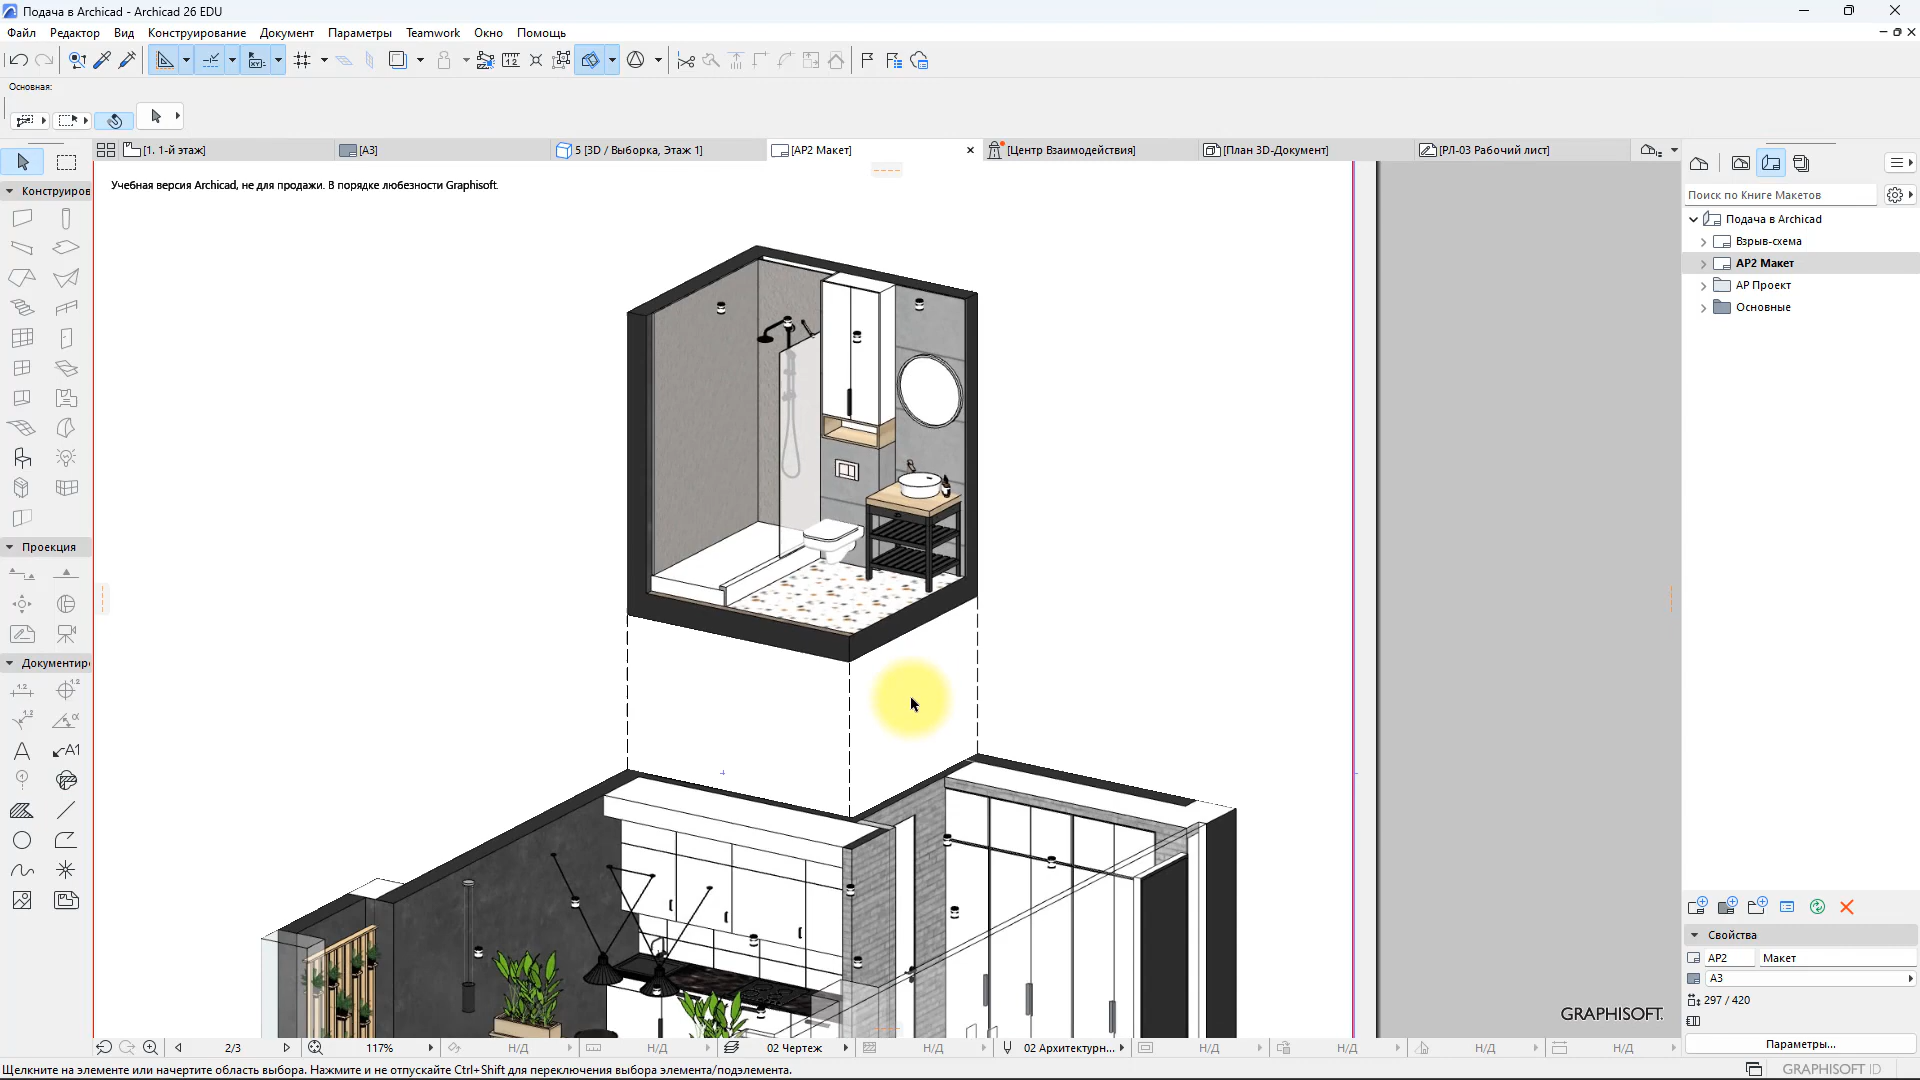 Подача в Archicad - Archicad 26 EDU
Файл Редактор Вид Конструирование Документ Параметры Teamwork Окно Помощь
Основная:
[1. 1-й этаж]
[A3]
5 [3D / Выборка, Этаж 1]
[АР2 Макет]
[Центр Взаимодействия]
[План 3D-Документ]
[РЛ-03 Рабочий лист]
Учебная версия Archicad, не для продажи. В порядке любезности Graphisoft.
Конструиров
Проекция
Документир
Поиск по Книге Макетов
Подача в Archicad
Взрыв-схема
АР2 Макет
АР Проект
Основные
Свойства
АР2 Макет
A3
297 / 420
Параметры...
GRAPHISOFT.
2/3 117% Н/Д Н/Д 02 Чертеж Н/Д 02 Архитектурн... Н/Д Н/Д Н/Д Н/Д
Щелкните на элементе или начертите область выбора. Нажмите и не отпускайте Ctrl+Shift для переключения выбора элемента/подэлемента.
GRAPHISOFT ID